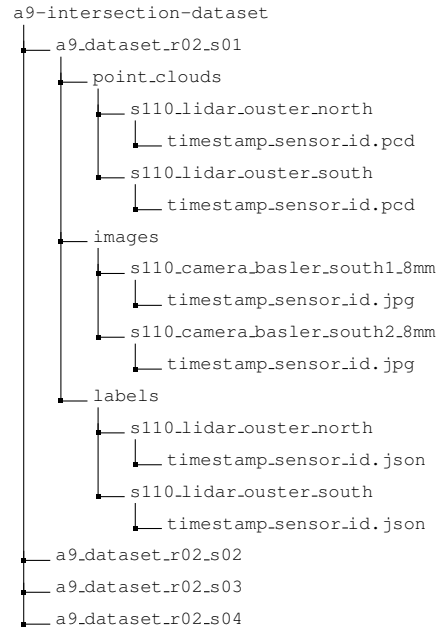 a9-intersection-dataset
a9_dataset_r02_s01
point_clouds
s110_lidar_ouster_north
timestamp_sensor_id.pcd
s110_lidar_ouster_south
timestamp_sensor_id.pcd
images
s110_camera_basler_south1_8mm
timestamp_sensor_id.jpg
s110_camera_basler_south2_8mm
timestamp_sensor_id.jpg
labels
s110_lidar_ouster_north
timestamp_sensor_id.json
s110_lidar_ouster_south
timestamp_sensor_id.json
a9_dataset_r02_s02
a9_dataset_r02_s03
a9_dataset_r02_s04